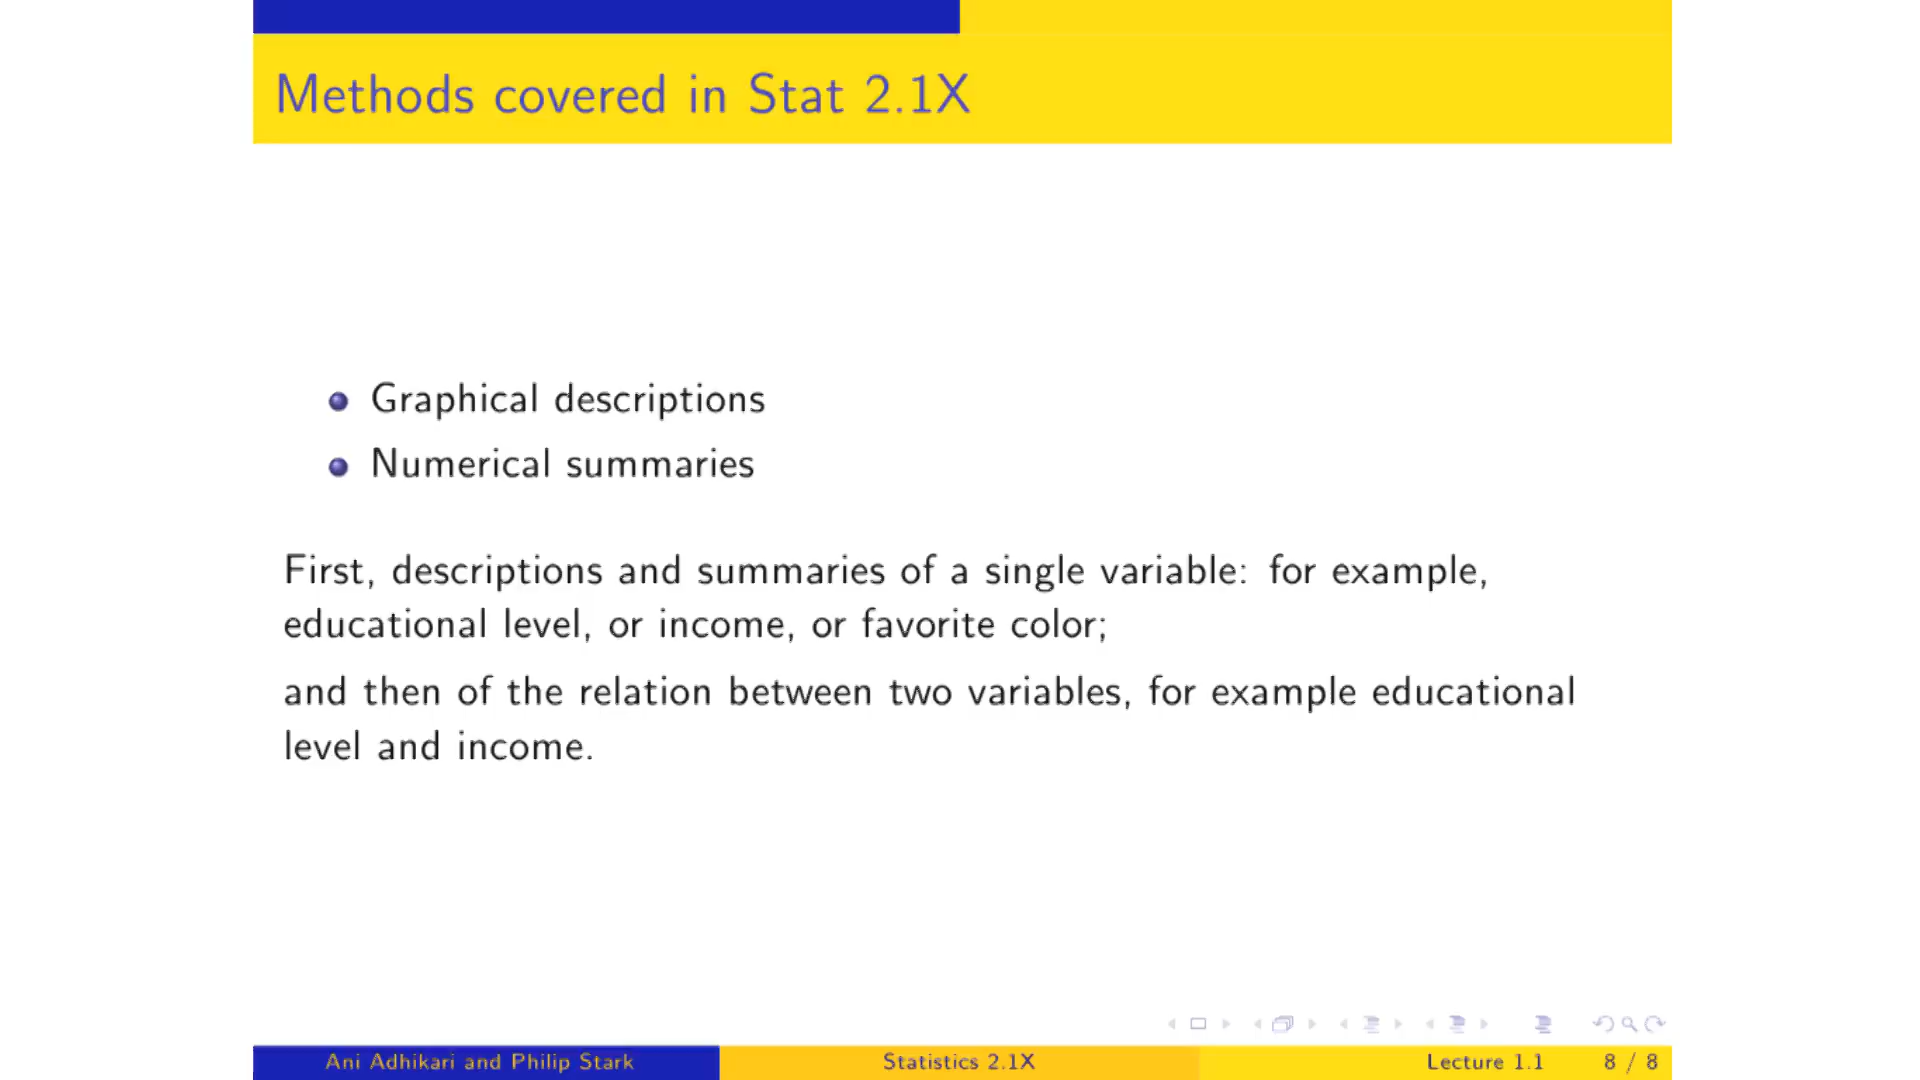 Methods covered in Stat 2.1X
Graphical descriptions
Numerical summaries
First, descriptions and summaries of a single variable: for example,
educational level, or income, or favorite color;
and then of the relation between two variables, for example educational
level and income.
Ani Adhikari and Philip Stark
Statistics 2.1X
Lecture 1.1
8 / 8